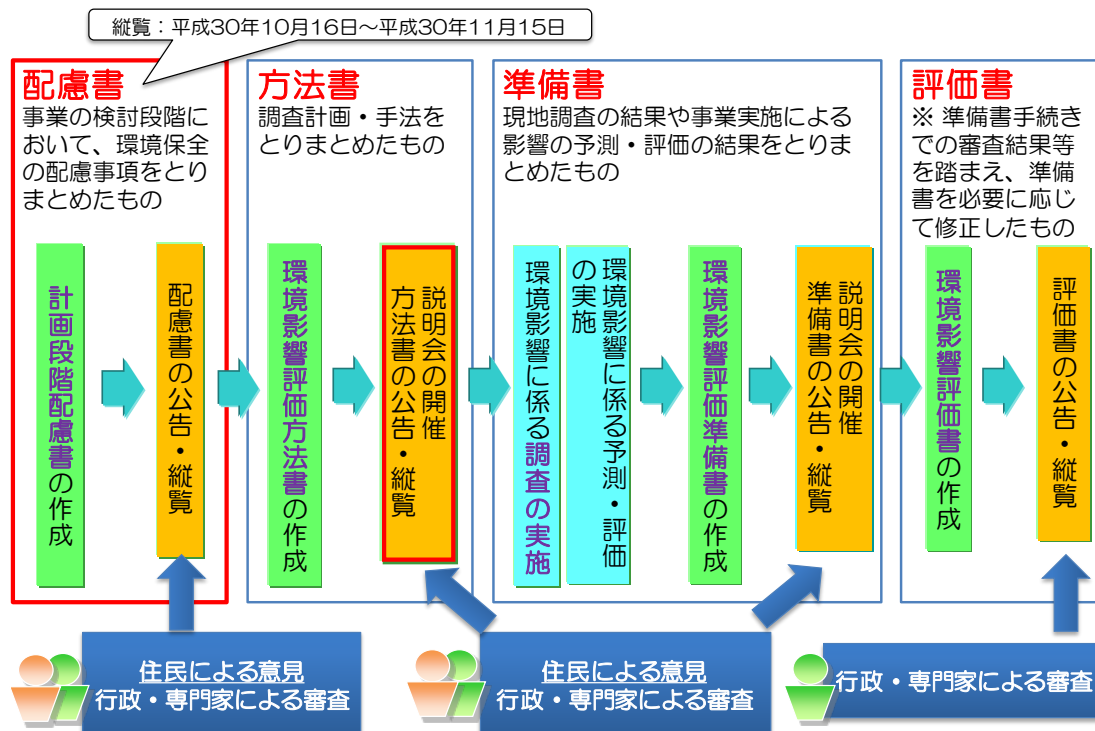 縦覧：平成30年10月16日～平成30年11月15日
配慮書
事業の検討段階に
おいて、環境保全
の配慮事項をとり
まとめたもの
計画段階配慮書の作成
配慮書の公告・縦覧
方法書
調査計画・手法を
とりまとめたもの
環境影響評価方法書の作成
説明会の開催
方法書の公告・縦覧
準備書
現地調査の結果や事業実施による
影響の予測・評価の結果をとりま
とめたもの
環境影響に係る調査の実施
環境影響に係る予測・評価
の実施
環境影響評価準備書の作成
説明会の開催
準備書の公告・縦覧
評価書
※ 準備書手続き
での審査結果等
を踏まえ、準備
書を必要に応じ
て修正したもの
環境影響評価書の作成
評価書の公告・縦覧
住民による意見
行政・専門家による審査
住民による意見
行政・専門家による審査
行政・専門家による審査